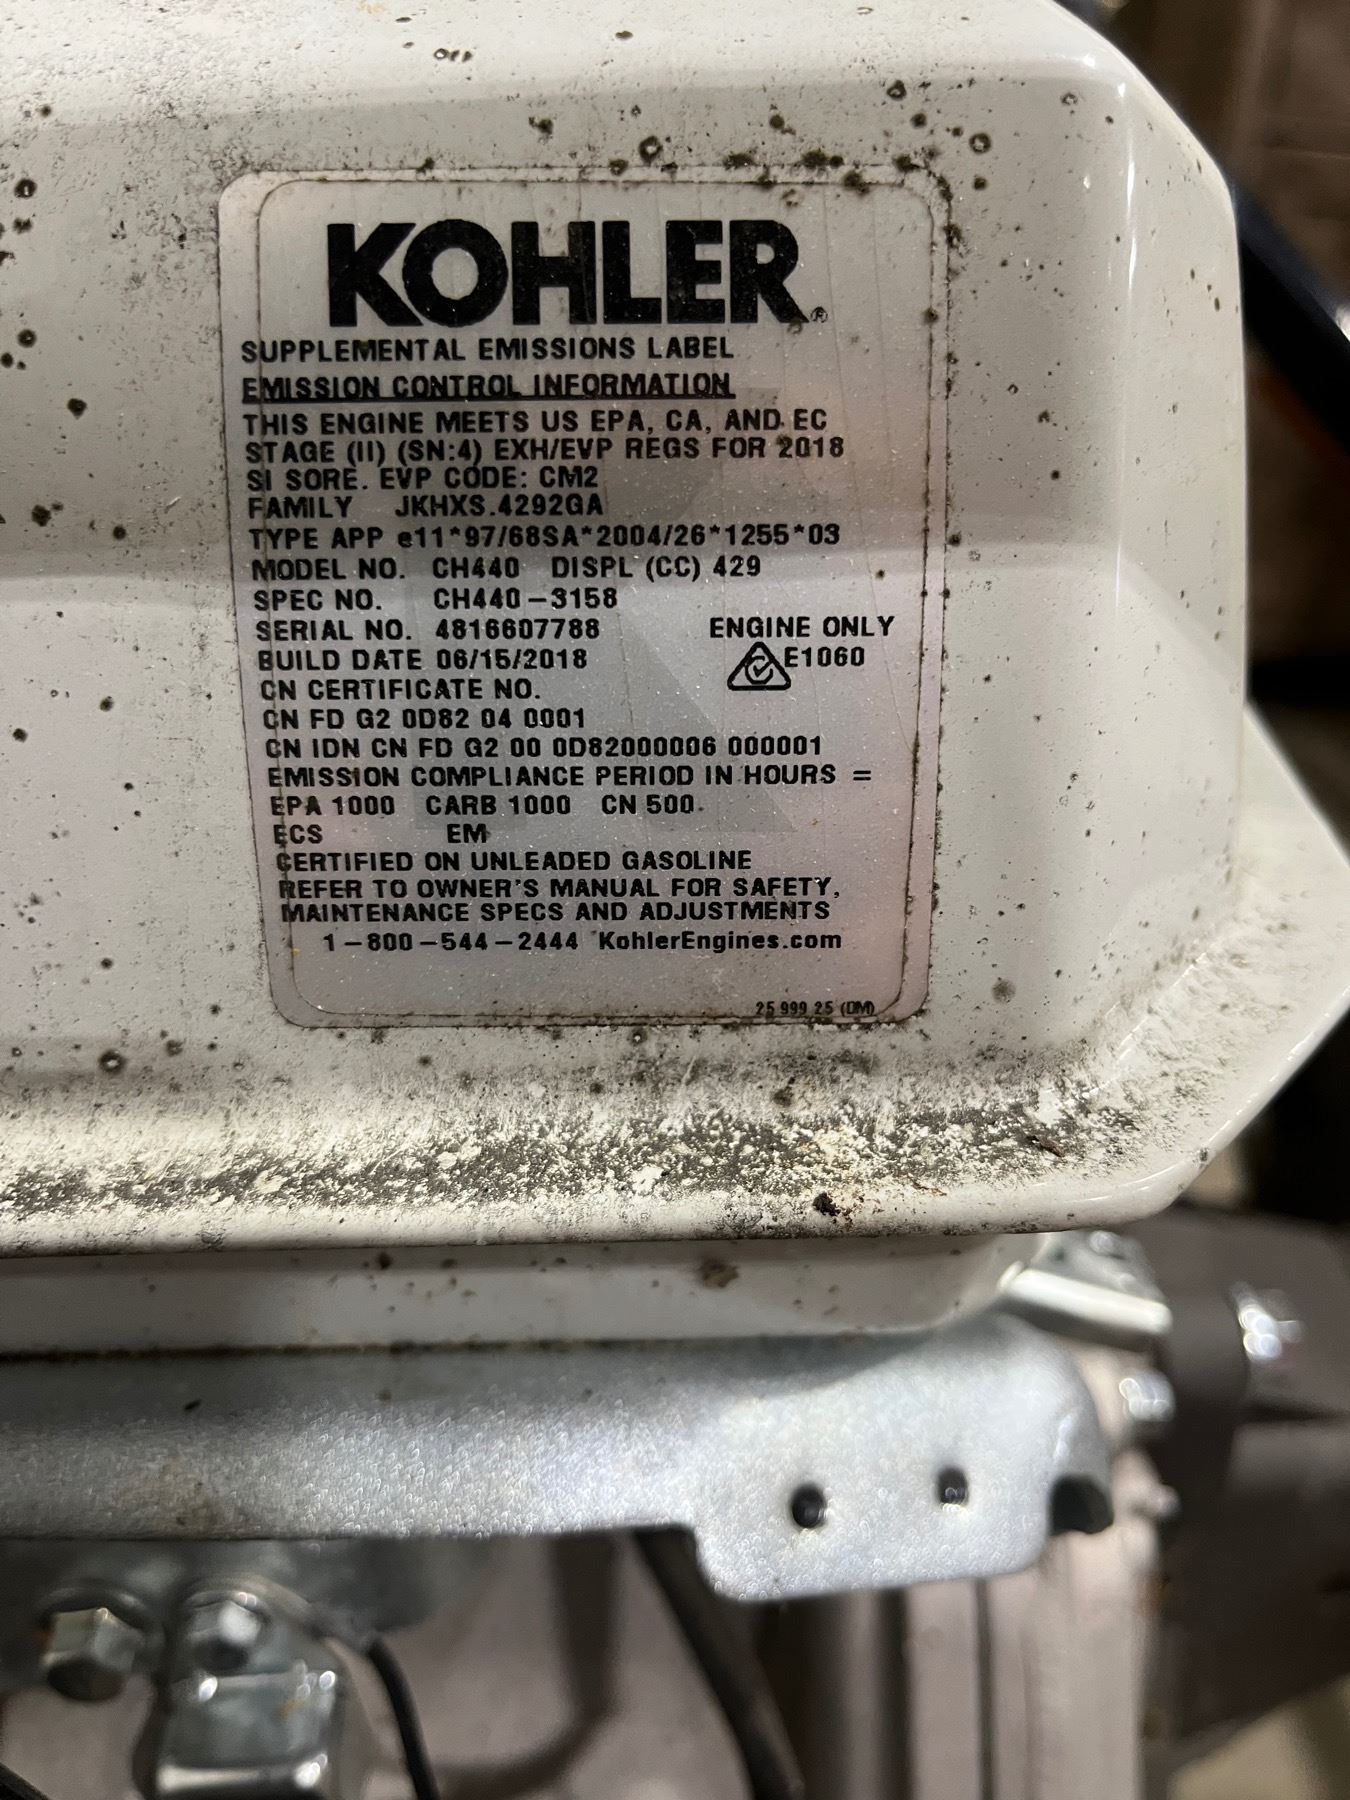 KOHLER®
SUPPLEMENTAL EMISSIONS LABEL
EMISSION CONTROL INFORMATION
THIS ENGINE MEETS US EPA, CA, AND EC
STAGE (II) (SN:4) EXH/EVP REGS FOR 2018
SI SORE. EVP CODE: CM2
FAMILY JKHXS.4292GA
TYPE APP e11*97/68SA*2004/26*1255*03
MODEL NO. CH440 DISPL (CC) 429
SPEC NO. CH440-3158
SERIAL NO. 4816607788 ENGINE ONLY
BUILD DATE 06/15/2018 E1060
CN CERTIFICATE NO.
CN FD G2 0D82 04 0001
CN IDN CN FD G2 00 0D82000006 000001
EMISSION COMPLIANCE PERIOD IN HOURS =
EPA 1000 CARB 1000 CN 500
ECS EM
CERTIFIED ON UNLEADED GASOLINE
REFER TO OWNER'S MANUAL FOR SAFETY,
MAINTENANCE SPECS AND ADJUSTMENTS
1-800-544-2444 KohlerEngines.com
25 999 25 (DM)